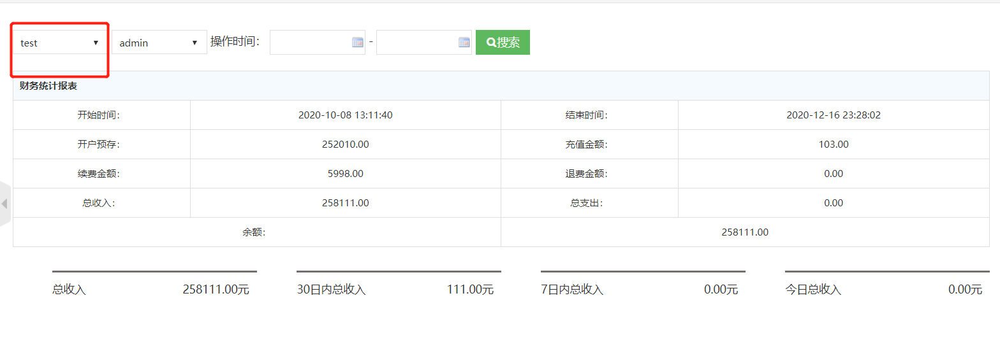 test admin 操作时间： - 搜索
财务统计报表
开始时间： 2020-10-08 13:11:40 结束时间： 2020-12-16 23:28:02
开户预存： 252010.00 充值金额： 103.00
续费金额： 5998.00 退费金额： 0.00
总收入： 258111.00 总支出： 0.00
余额： 258111.00
总收入 258111.00元 30日内总收入 111.00元 7日内总收入 0.00元 今日总收入 0.00元